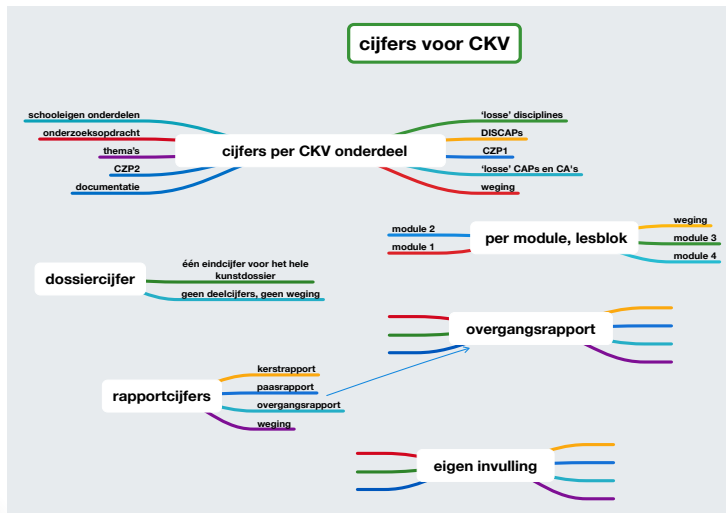 cijfers voor CKV
schooleigen onderdelen
onderzoeksopdracht
thema's
CZP2
documentatie
cijfers per CKV onderdeel
'losse' disciplines
DISCAPs
CZP1
'losse' CAPs en CA's
weging
module 2
module 1
per module, lesblok
weging
module 3
module 4
dossiercijfer
één eindcijfer voor het hele
kunstdossier
geen deelcijfers, geen weging
overgangsrapport
rapportcijfers
kerstrapport
paasrapport
overgangsrapport
weging
eigen invulling